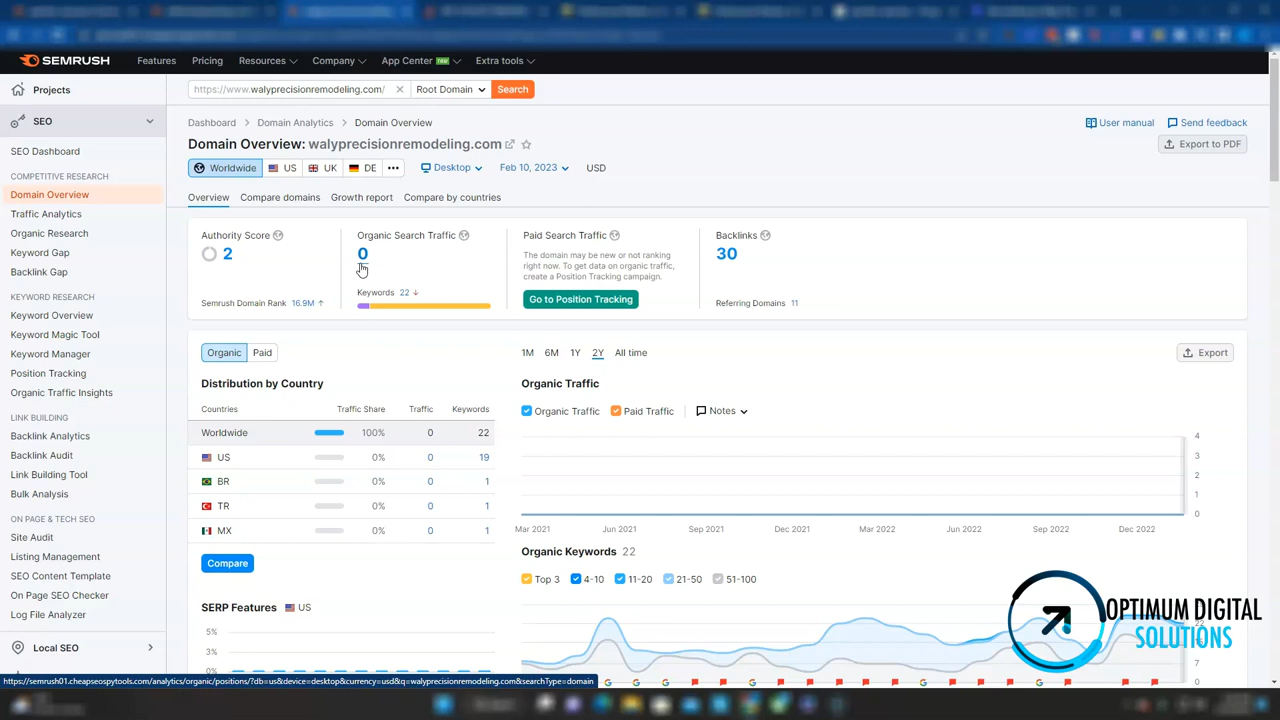 SEMRUSH
Features
Pricing
Resources
Company
App Center NEW
Extra tools
Projects
https://www.walyprecisionremodeling.com/
Root Domain
Search
SEO
Dashboard
Domain Analytics
Domain Overview
User manual
Send feedback
SEO Dashboard
Domain Overview: walyprecisionremodeling.com
Export to PDF
COMPETITIVE RESEARCH
Worldwide
US
UK
DE
Desktop
Feb 10, 2023
USD
Domain Overview
Traffic Analytics
Organic Research
Keyword Gap
Backlink Gap
Overview
Compare domains
Growth report
Compare by countries
Authority Score
2
Semrush Domain Rank 16.9M ↑
Organic Search Traffic
0
Keywords 22 ↓
Paid Search Traffic
The domain may be new or not ranking
right now. To get data on organic traffic,
create a Position Tracking campaign.
Go to Position Tracking
Backlinks
30
Referring Domains 11
KEYWORD RESEARCH
Keyword Overview
Keyword Magic Tool
Keyword Manager
Position Tracking
Organic Traffic Insights
LINK BUILDING
Backlink Analytics
Backlink Audit
Link Building Tool
Bulk Analysis
ON PAGE & TECH SEO
Site Audit
Listing Management
SEO Content Template
On Page SEO Checker
Log File Analyzer
Local SEO
Organic
Paid
1M
6M
1Y
2Y
All time
Export
Distribution by Country
Countries Traffic Share Traffic Keywords
Worldwide 100% 0 22
US 0% 0 19
BR 0% 0 1
TR 0% 0 1
MX 0% 0 1
Compare
SERP Features US
5%
3%
0%
Organic Traffic
Organic Traffic
Paid Traffic
Notes
4
3
2
1
0
Mar 2021 Jun 2021 Sep 2021 Dec 2021 Mar 2022 Jun 2022 Sep 2022 Dec 2022
Organic Keywords 22
Top 3
4-10
11-20
21-50
51-100
7
0
OPTIMUM DIGITAL
SOLUTIONS
https://semrush01.cheapseospytools.com/analytics/organic/positions/?db=us&device=desktop&currency=usd&q=walyprecisionremodeling.com&searchType=domain